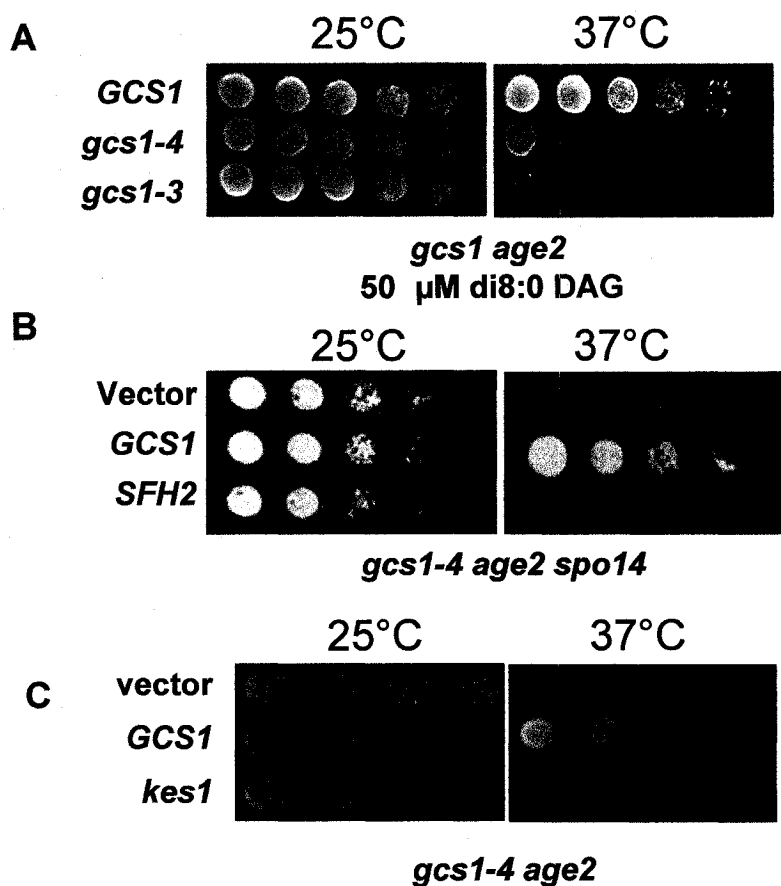 A
25°C 37°C
GCS1
gcs1-4
gcs1-3
gcs1 age2
50 µM di8:0 DAG
B
25°C 37°C
Vector
GCS1
SFH2
gcs1-4 age2 spo14
25°C 37°C
C
vector
GCS1
kes1
gcs1-4 age2